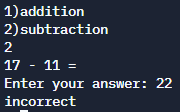 1)addition
2)subtraction
2
17 - 11 =
Enter your answer: 22
incorrect